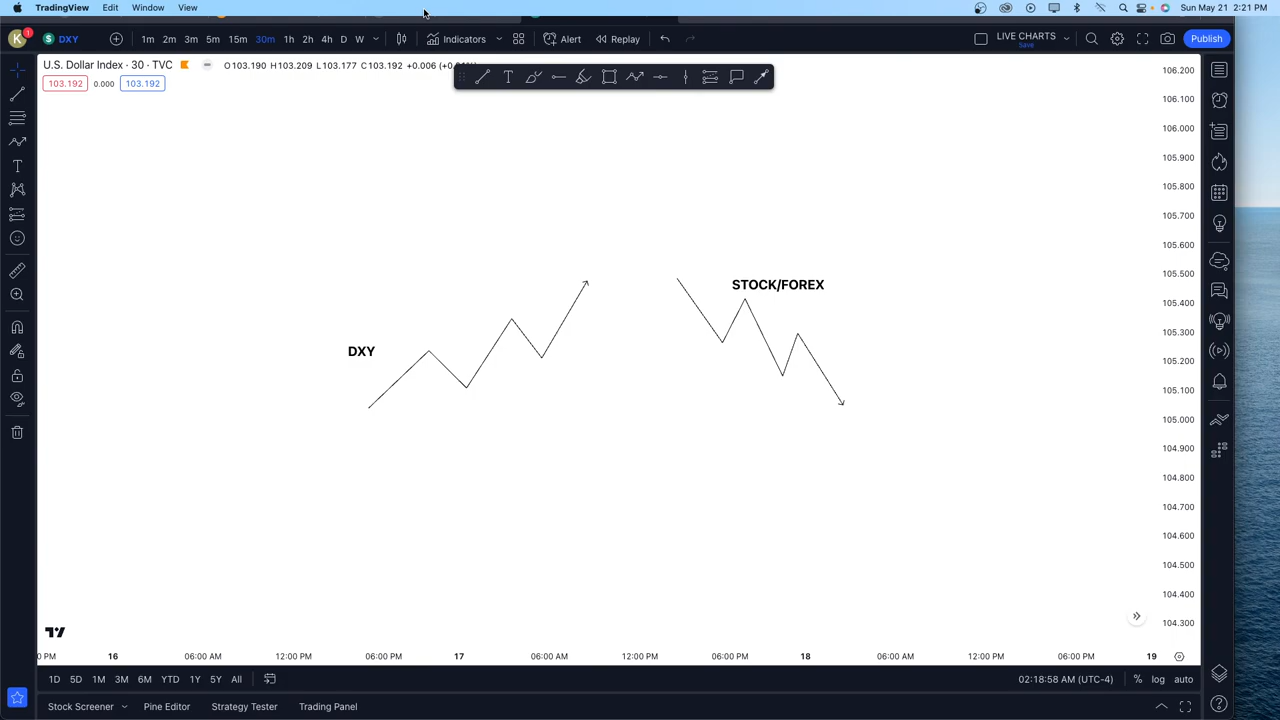 TradingView Edit Window View
Sun May 21 2:21 PM
K 1 DXY 1m 2m 3m 5m 15m 30m 1h 2h 4h D W Indicators Alert Replay LIVE CHARTS Save Publish
U.S. Dollar Index · 30 · TVC O103.190 H103.209 L103.177 C103.192 +0.006
103.192 0.000 103.192
106.200
106.100
106.000
105.900
105.800
105.700
105.600
105.500
105.400
105.300
105.200
105.100
105.000
104.900
104.800
104.700
104.600
104.500
104.400
104.300
STOCK/FOREX
DXY
PM 16 06:00 AM 12:00 PM 06:00 PM 17 06:00 AM 12:00 PM 06:00 PM 18 06:00 AM 12:00 PM 06:00 PM 19
1D 5D 1M 3M 6M YTD 1Y 5Y All 02:18:58 AM (UTC-4) % log auto
Stock Screener Pine Editor Strategy Tester Trading Panel